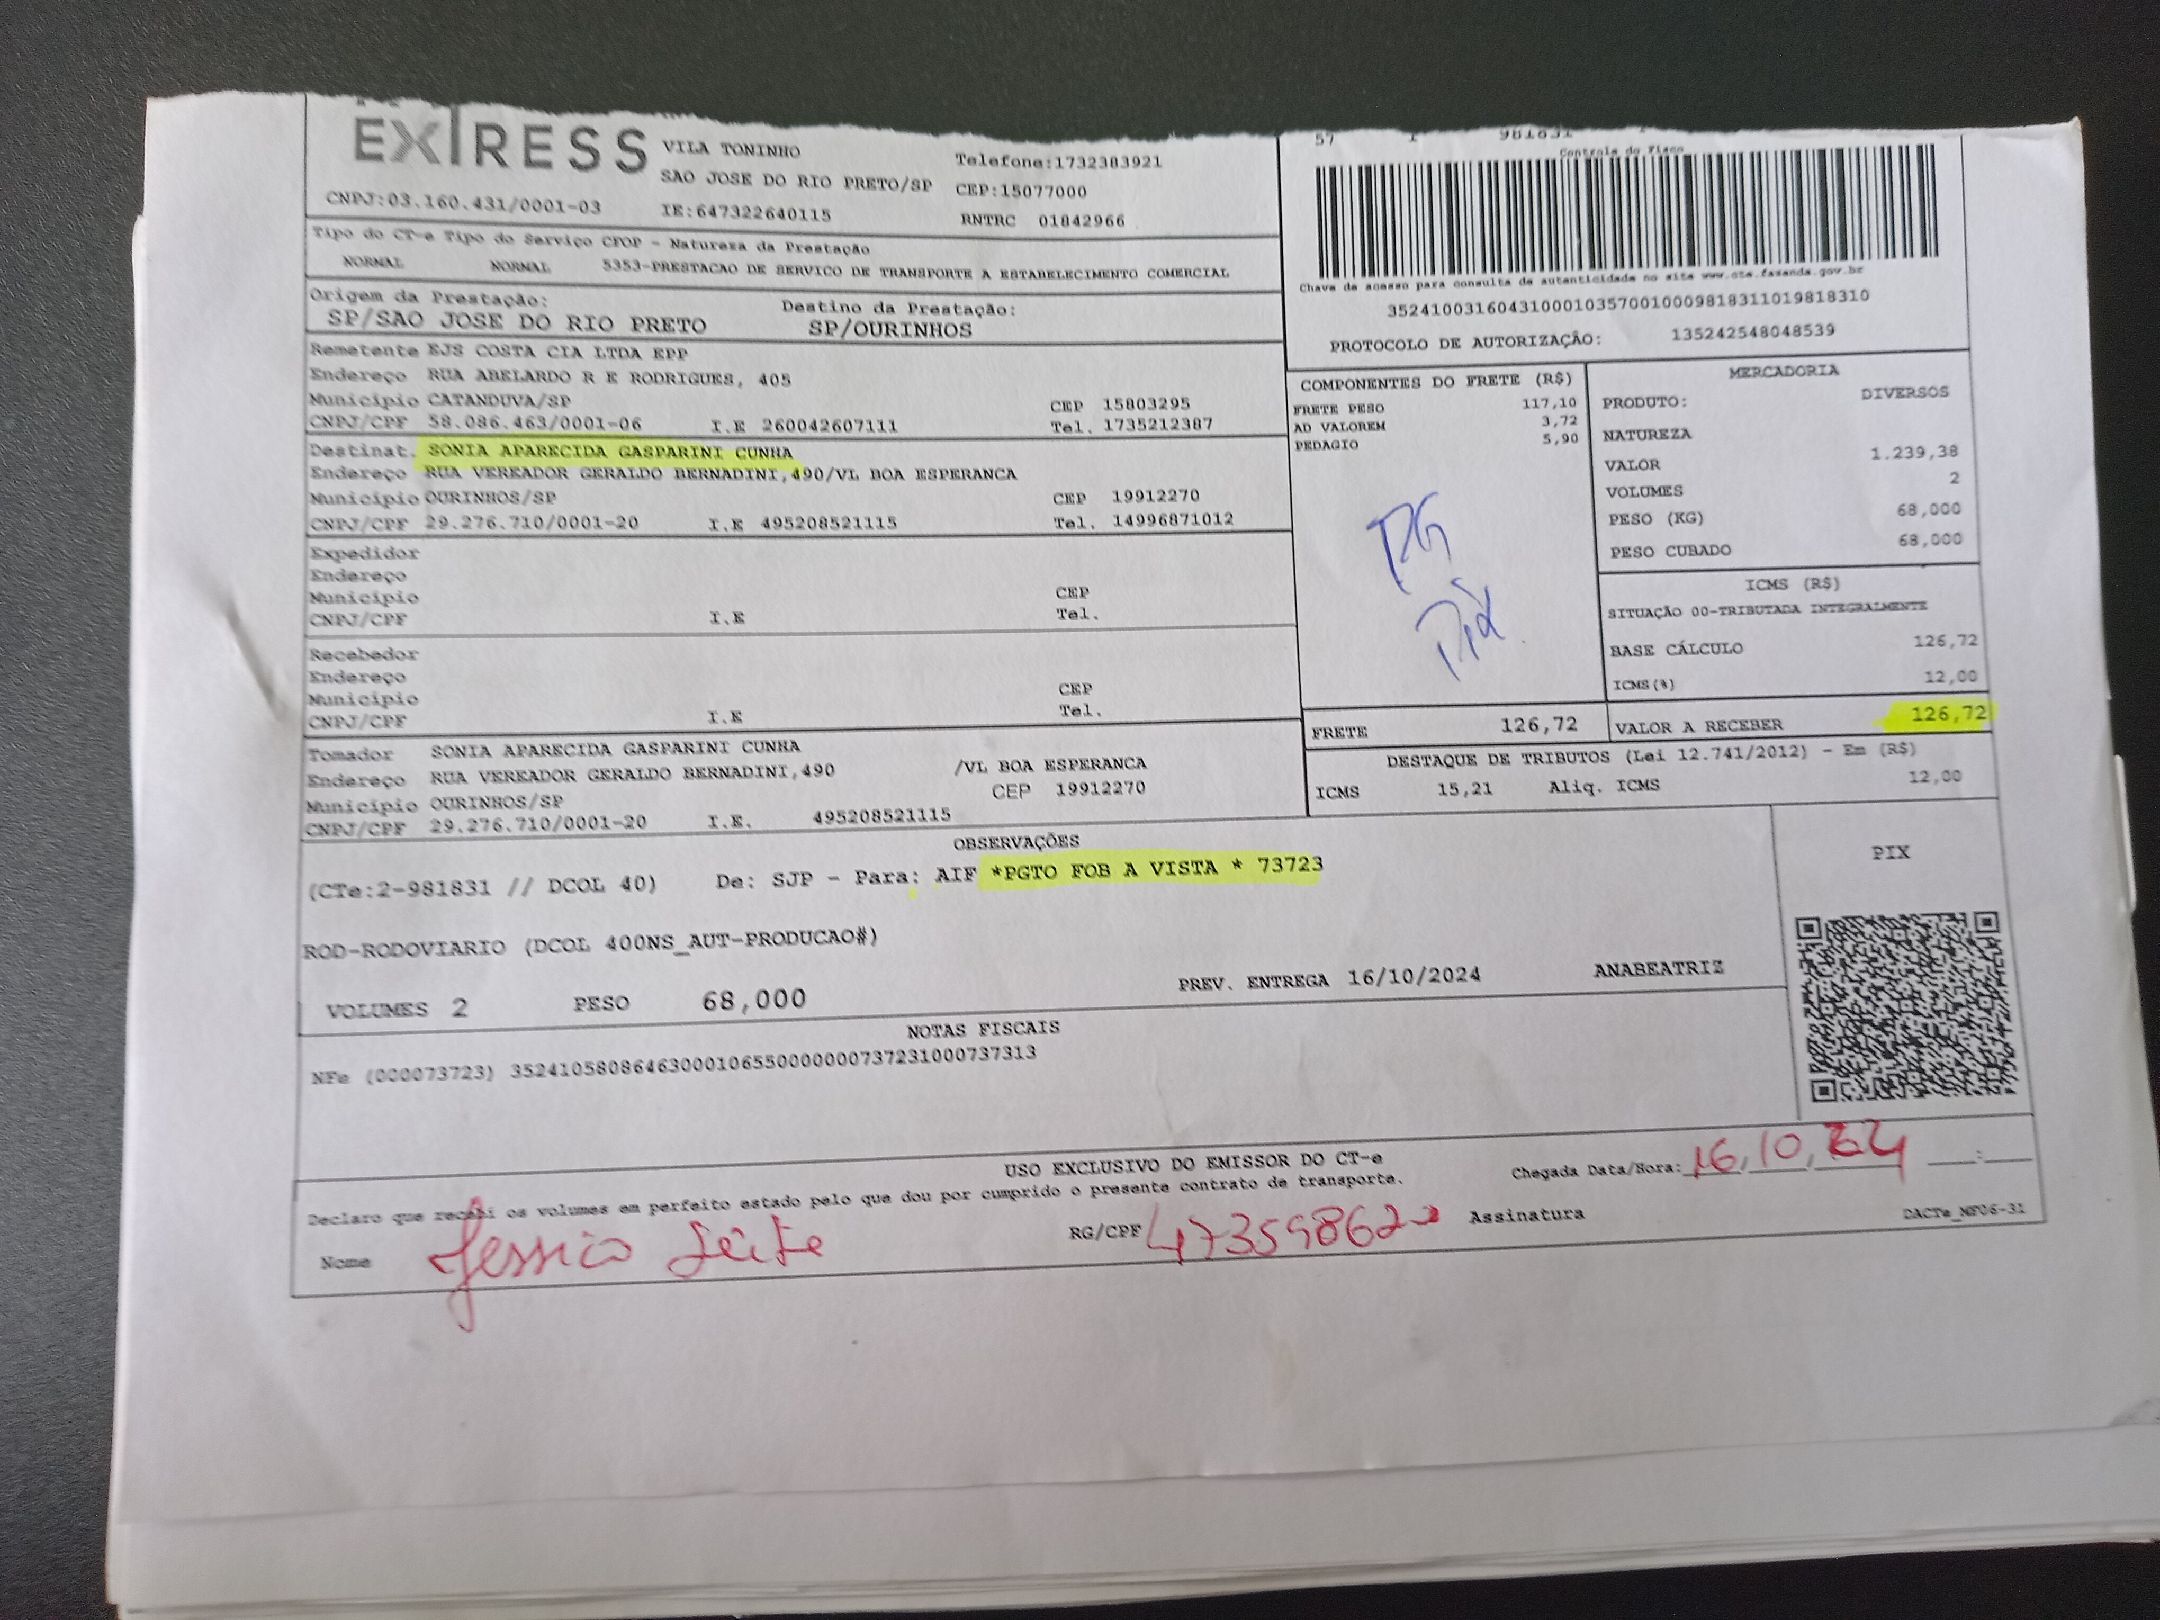 EXTRESS
VILA TONINHO
Telefone:1732383921
SAO JOSE DO RIO PRETO/SP
CEP:15077000
CNPJ:03.160.431/0001-03
IE:647322640115
RNTRC 01842966
57 1 981831
Controle do Fisco
Tipo do CT-e Tipo do Serviço CFOP - Natureza da Prestação
NORMAL NORMAL 5353-PRESTACAO DE SERVICO DE TRANSPORTE A ESTABELECIMENTO COMERCIAL
Chave de acesso para consulta de autenticidade no site www.cte.fazenda.gov.br
35241003160431000103570010009818311019818310
PROTOCOLO DE AUTORIZAÇÃO: 135242548048539
Origem da Prestação: Destino da Prestação:
SP/SAO JOSE DO RIO PRETO SP/OURINHOS
Remetente EJS COSTA CIA LTDA EPP
Endereço RUA ABELARDO R E RODRIGUES, 405
Município CATANDUVA/SP CEP 15803295
CNPJ/CPF 58.086.463/0001-06 I.E 260042607111 Tel. 1735212387
Destinat. SONIA APARECIDA GASPARINI CUNHA
Endereço RUA VEREADOR GERALDO BERNADINI,490/VL BOA ESPERANCA
Município OURINHOS/SP CEP 19912270
CNPJ/CPF 29.276.710/0001-20 I.E 495208521115 Tel. 14996871012
Expedidor
Endereço
Município CEP
CNPJ/CPF I.E Tel.
Recebedor
Endereço
Município CEP
CNPJ/CPF I.E Tel.
Tomador SONIA APARECIDA GASPARINI CUNHA
Endereço RUA VEREADOR GERALDO BERNADINI,490 /VL BOA ESPERANCA
Município OURINHOS/SP CEP 19912270
CNPJ/CPF 29.276.710/0001-20 I.E. 495208521115
COMPONENTES DO FRETE (R$)
FRETE PESO 117,10
AD VALOREM 3,72
PEDAGIO 5,90
PG
Pix
FRETE 126,72
MERCADORIA
PRODUTO: DIVERSOS
NATUREZA
VALOR 1.239,38
VOLUMES 2
PESO (KG) 68,000
PESO CUBADO 68,000
ICMS (R$)
SITUAÇÃO 00-TRIBUTADA INTEGRALMENTE
BASE CÁLCULO 126,72
ICMS(%) 12,00
VALOR A RECEBER 126,72
DESTAQUE DE TRIBUTOS (Lei 12.741/2012) - Em (R$)
ICMS 15,21 Aliq. ICMS 12,00
OBSERVAÇÕES
(CTe:2-981831 // DCOL 40) De: SJP - Para: AIF *PGTO FOB A VISTA * 73723
PIX
ROD-RODOVIARIO (DCOL 400NS_AUT-PRODUCAO#)
VOLUMES 2 PESO 68,000 PREV. ENTREGA 16/10/2024 ANABEATRIZ
NOTAS FISCAIS
NFe (000073723) 35241058086463000106550000000737231000737313
USO EXCLUSIVO DO EMISSOR DO CT-e
Declaro que recebi os volumes em perfeito estado pelo que dou por cumprido o presente contrato de transporte.
Chegada Data/Hora: 16,10,24 :
Nome Jessica Leite RG/CPF 473598622 Assinatura
DACTe_MF06-31